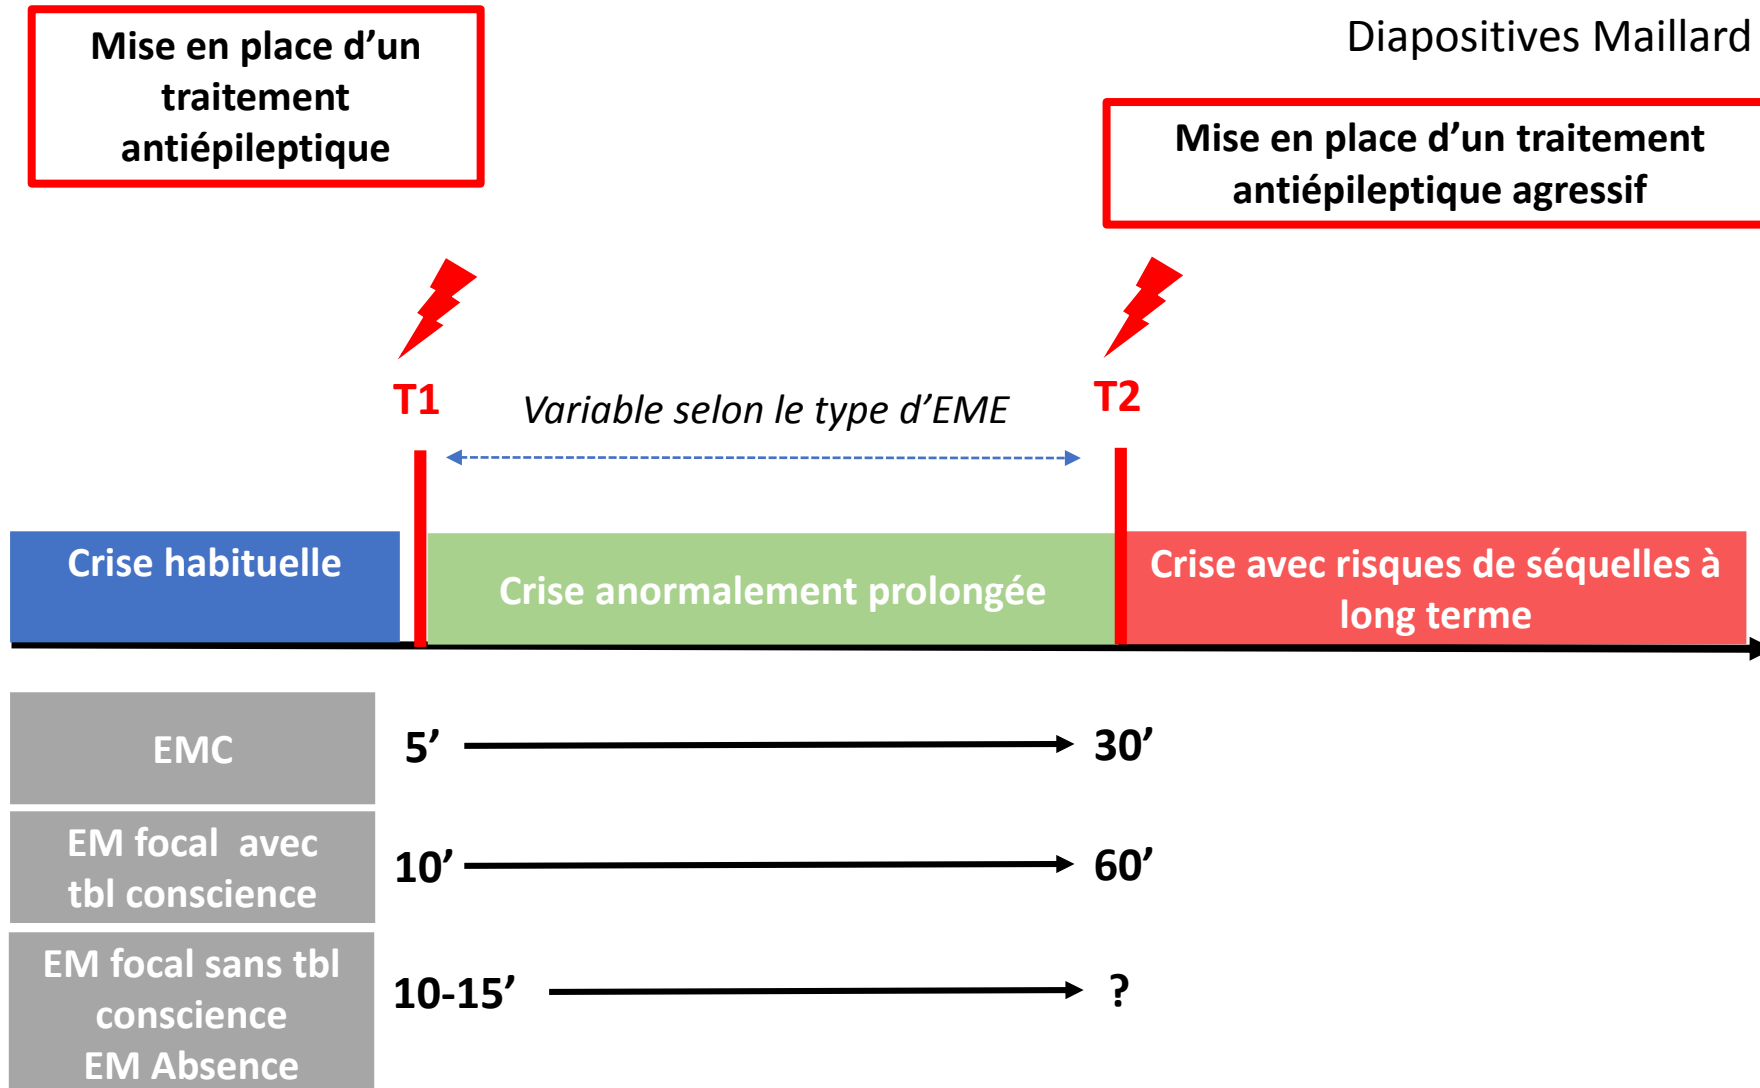 Diapositives Maillard
Mise en place d’un
traitement
antiépileptique
Mise en place d’un traitement
antiépileptique agressif
T1
Variable selon le type d’EME
T2
Crise habituelle
Crise anormalement prolongée
Crise avec risques de séquelles à
long terme
EMC
5’
30’
EM focal avec
tbl conscience
10’
60’
EM focal sans tbl
conscience
EM Absence
10-15’
?